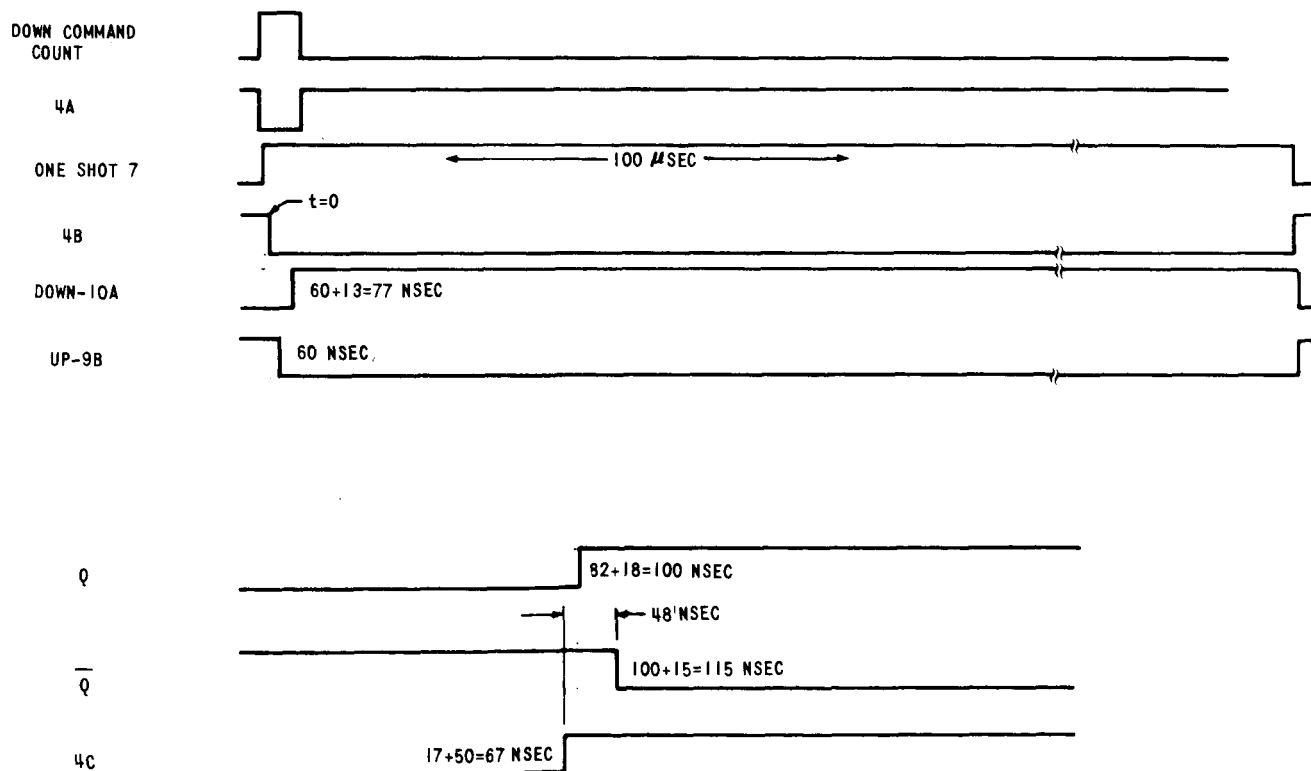 DOWN COMMAND
COUNT
4A
ONE SHOT 7
100 µSEC
t=0
4B
DOWN-10A
60+13=77 NSEC
UP-9B
60 NSEC
Q
82+18=100 NSEC
48 NSEC
Q̅
100+15=115 NSEC
4C
17+50=67 NSEC